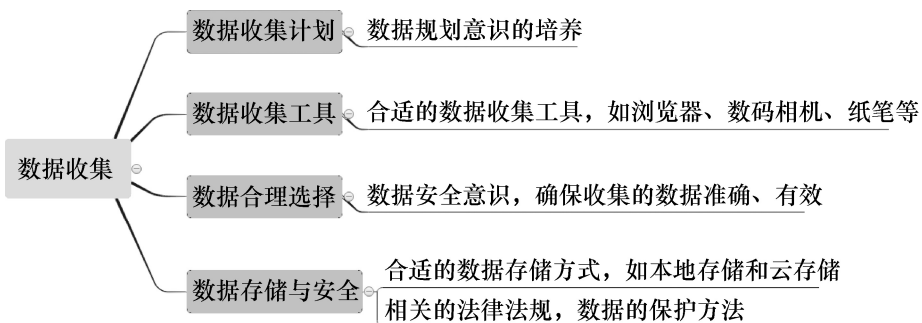 数据收集
数据收集计划
数据规划意识的培养
数据收集工具
合适的数据收集工具，如浏览器、数码相机、纸笔等
数据合理选择
数据安全意识，确保收集的数据准确、有效
数据存储与安全
合适的数据存储方式，如本地存储和云存储
相关的法律法规，数据的保护方法